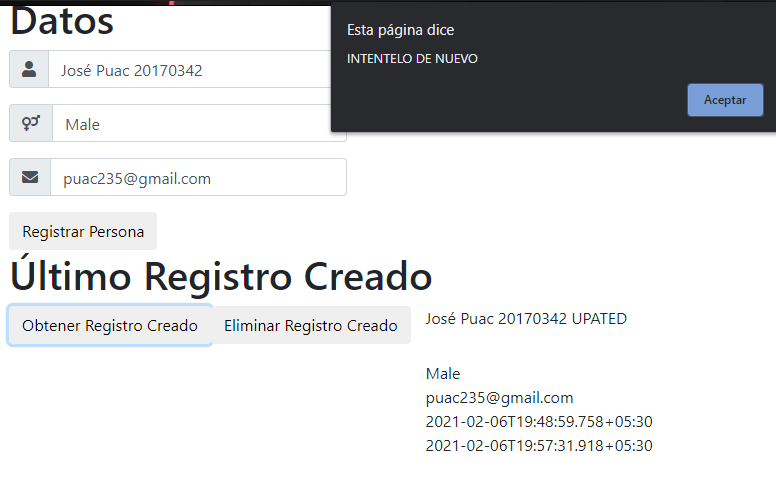 Datos
Esta página dice
INTENTELO DE NUEVO
Aceptar
José Puac 20170342
Male
puac235@gmail.com
Registrar Persona
Último Registro Creado
Obtener Registro Creado
Eliminar Registro Creado
José Puac 20170342 UPATED
Male
puac235@gmail.com
2021-02-06T19:48:59.758+05:30
2021-02-06T19:57:31.918+05:30